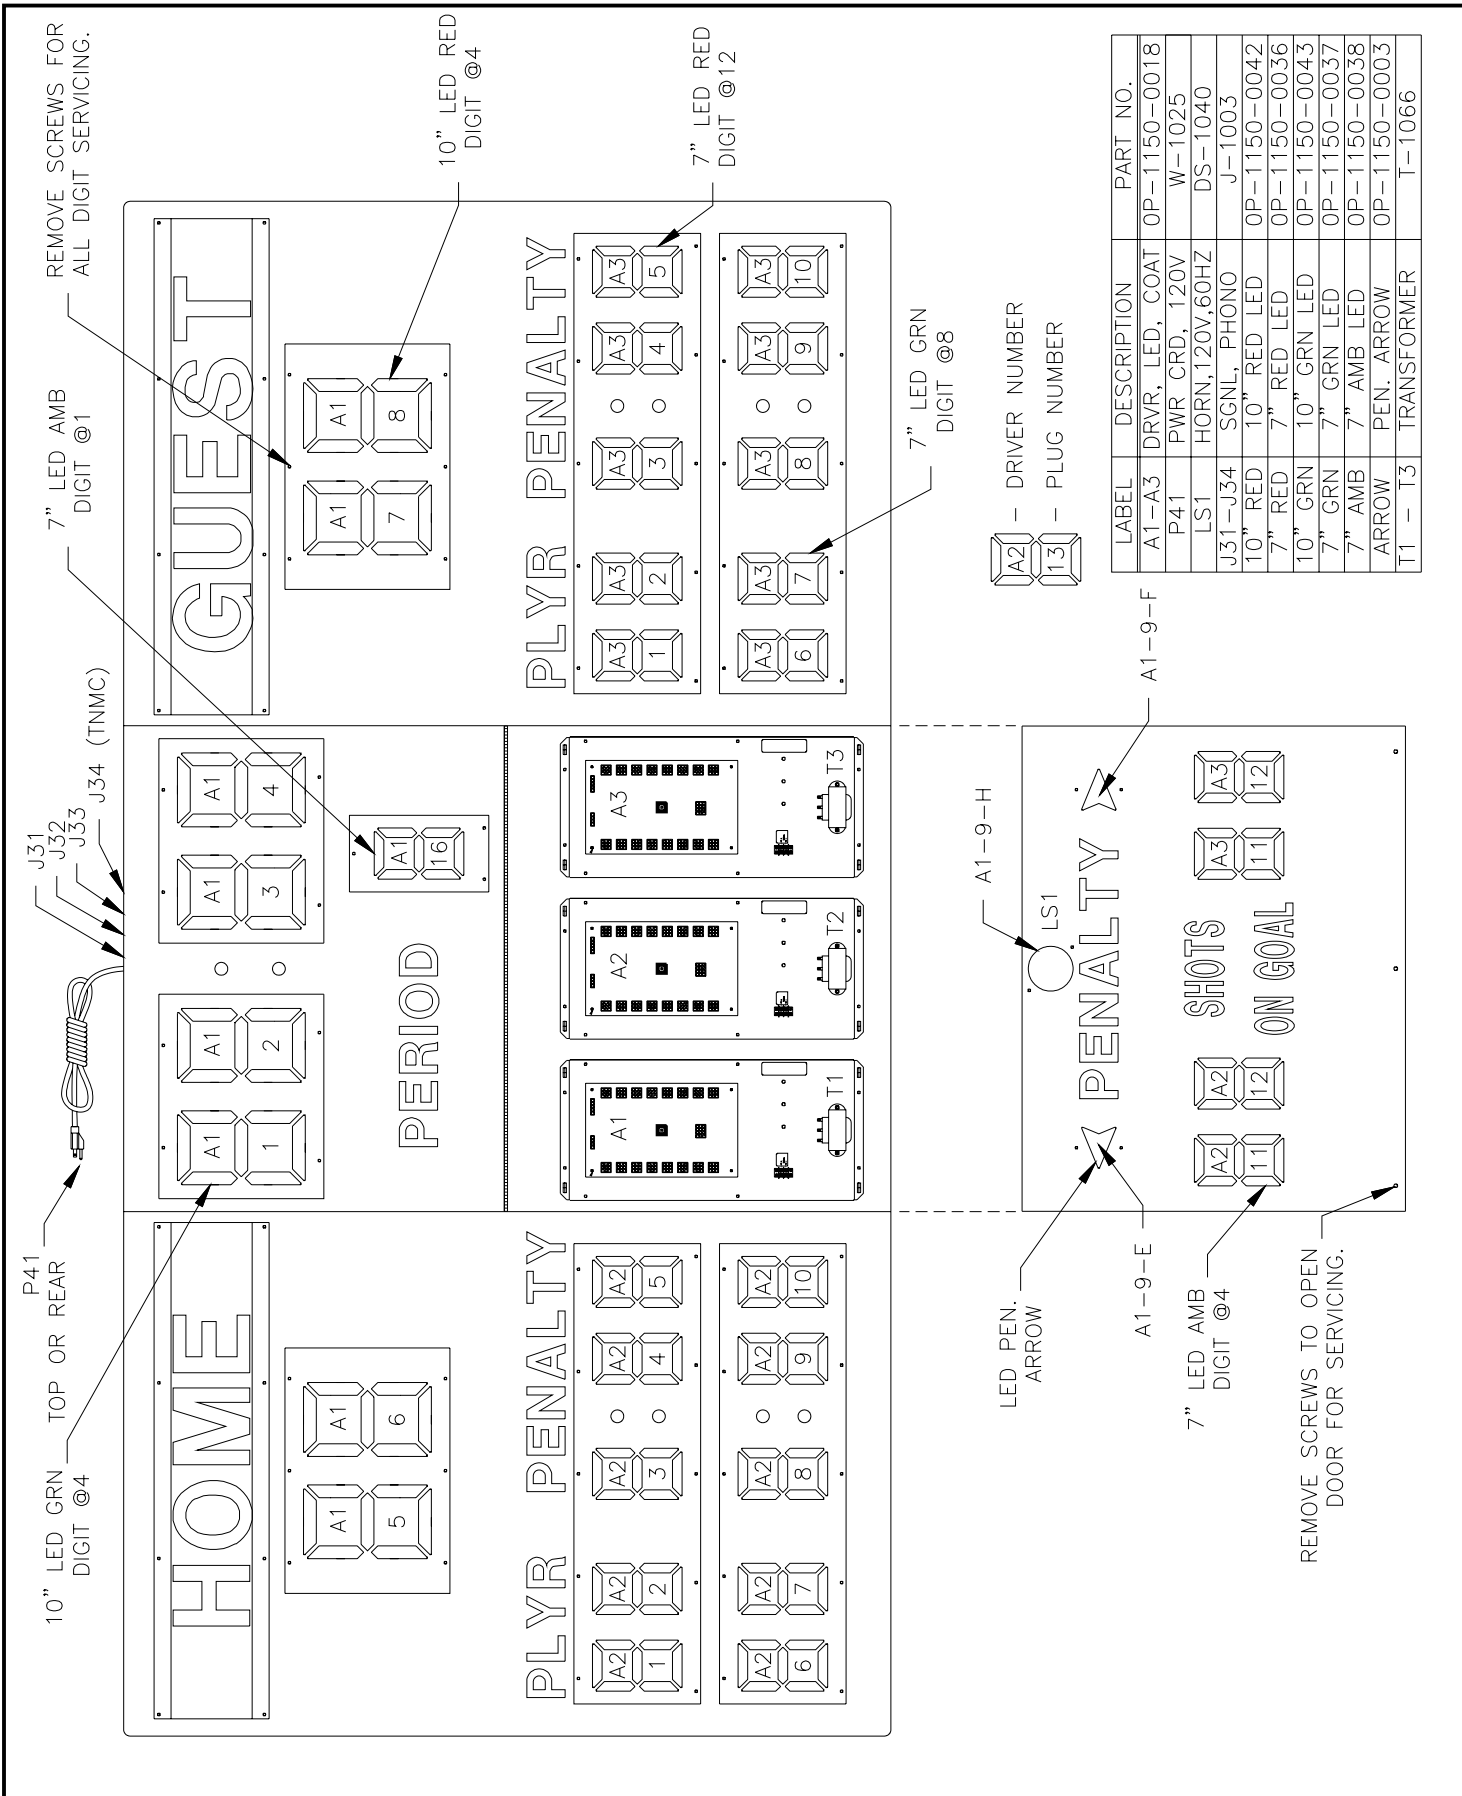 P41
TOP OR REAR
J31
J32
J33
J34 (TNMC)
10" LED GRN
DIGIT @4
7" LED AMB
DIGIT @1
REMOVE SCREWS FOR
ALL DIGIT SERVICING.
HOME
A1 A1 A1 A1
1 2 3 4
GUEST
A1 A1
5 6
PERIOD
A1
16
A1 A1
7 8
10" LED RED
DIGIT @4
PLYR PENALTY
PLYR PENALTY
A2 A2 A2 A2 A2
1 2 3 4 5
A2 A2 A2 A2 A2
6 7 8 9 10
A1 A2 A3
T1 T2 T3
A3 A3 A3 A3 A3
1 2 3 4 5
A3 A3 A3 A3 A3
6 7 8 9 10
7" LED RED
DIGIT @12
7" LED GRN
DIGIT @8
LED PEN.
ARROW
A1-9-E
A1-9-H
LS1
A1-9-F
PENALTY
SHOTS
ON GOAL
A2 A2 A3 A3
11 12 11 12
7" LED AMB
DIGIT @4
REMOVE SCREWS TO OPEN
DOOR FOR SERVICING.
A2 - DRIVER NUMBER
13 - PLUG NUMBER
LABEL DESCRIPTION PART NO.
A1-A3 DRVR, LED, COAT 0P-1150-0018
P41 PWR CRD, 120V W-1025
LS1 HORN,120V,60HZ DS-1040
J31-J34 SGNL, PHONO J-1003
10" RED 10" RED LED 0P-1150-0042
7" RED 7" RED LED 0P-1150-0036
10" GRN 10" GRN LED 0P-1150-0043
7" GRN 7" GRN LED 0P-1150-0037
7" AMB 7" AMB LED 0P-1150-0038
ARROW PEN. ARROW 0P-1150-0003
T1 - T3 TRANSFORMER T-1066